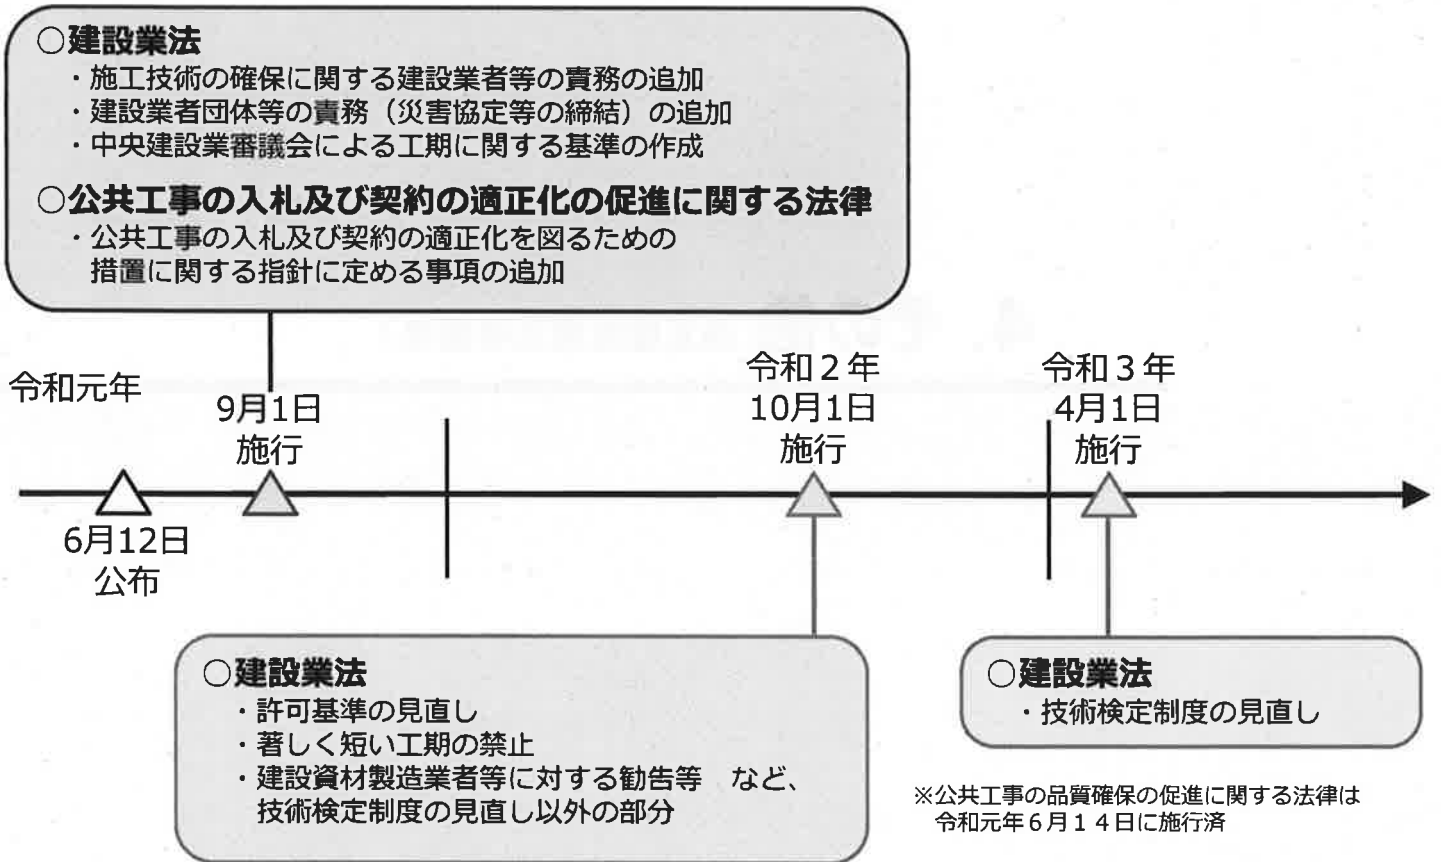 ○建設業法
・施工技術の確保に関する建設業者等の責務の追加
・建設業者団体等の責務（災害協定等の締結）の追加
・中央建設業審議会による工期に関する基準の作成
○公共工事の入札及び契約の適正化の促進に関する法律
・公共工事の入札及び契約の適正化を図るための
措置に関する指針に定める事項の追加
令和元年
9月1日
施行
令和２年
10月1日
施行
令和３年
4月1日
施行
6月12日
公布
○建設業法
・許可基準の見直し
・著しく短い工期の禁止
・建設資材製造業者等に対する勧告等　など、
技術検定制度の見直し以外の部分
○建設業法
・技術検定制度の見直し
※公共工事の品質確保の促進に関する法律は
令和元年６月１４日に施行済